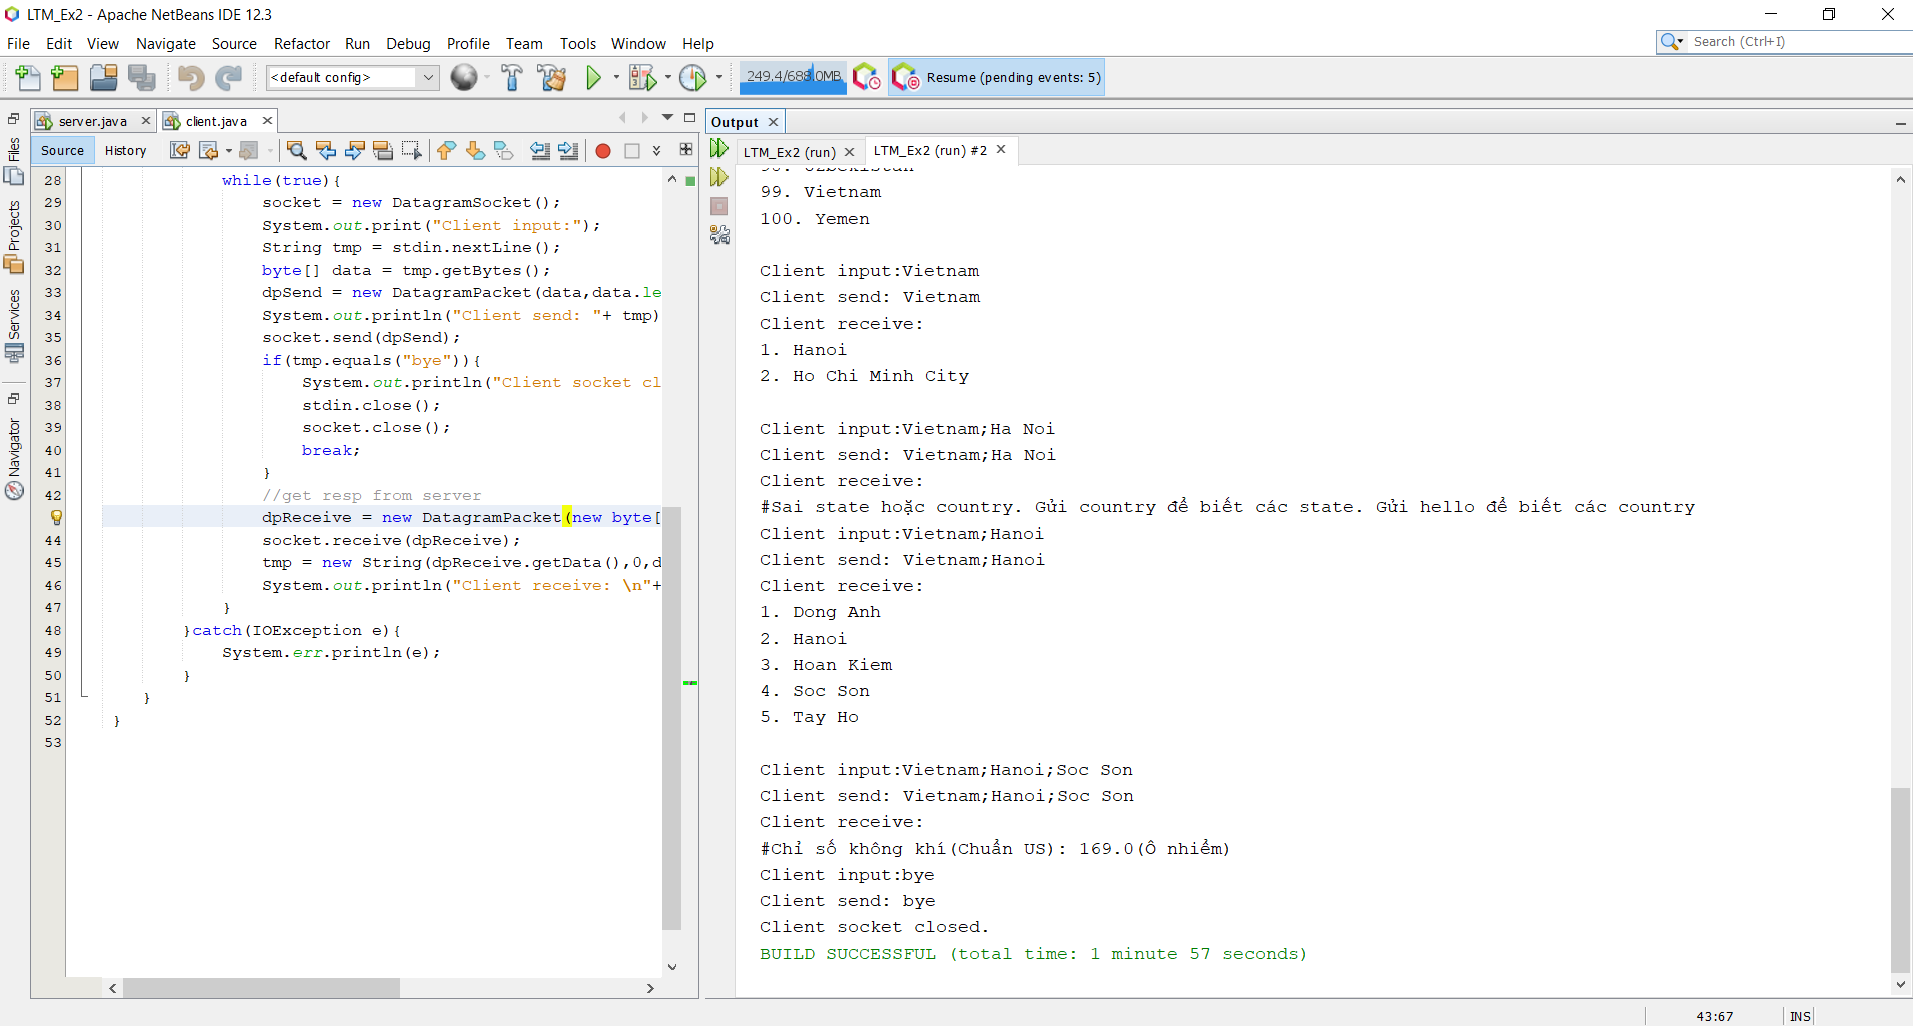 LTM_Ex2 - Apache NetBeans IDE 12.3
File Edit View Navigate Source Refactor Run Debug Profile Team Tools Window Help
Search (Ctrl+I)
<default config>
249.4/688.0MB
Resume (pending events: 5)
server.java
client.java
Source History
Files
Projects
Services
Navigator
28 while(true){
29 socket = new DatagramSocket();
30 System.out.print("Client input:");
31 String tmp = stdin.nextLine();
32 byte[] data = tmp.getBytes();
33 dpSend = new DatagramPacket(data,data.le
34 System.out.println("Client send: "+ tmp)
35 socket.send(dpSend);
36 if(tmp.equals("bye")){
37 System.out.println("Client socket cl
38 stdin.close();
39 socket.close();
40 break;
41 }
42 //get resp from server
dpReceive = new DatagramPacket(new byte[
44 socket.receive(dpReceive);
45 tmp = new String(dpReceive.getData(),0,d
46 System.out.println("Client receive: \n"+
47 }
48 }catch(IOException e){
49 System.err.println(e);
50 }
51 }
52 }
53
Output
LTM_Ex2 (run)
LTM_Ex2 (run) #2
99. Vietnam
100. Yemen
Client input:Vietnam
Client send: Vietnam
Client receive:
1. Hanoi
2. Ho Chi Minh City
Client input:Vietnam;Ha Noi
Client send: Vietnam;Ha Noi
Client receive:
#Sai state hoặc country. Gửi country để biết các state. Gửi hello để biết các country
Client input:Vietnam;Hanoi
Client send: Vietnam;Hanoi
Client receive:
1. Dong Anh
2. Hanoi
3. Hoan Kiem
4. Soc Son
5. Tay Ho
Client input:Vietnam;Hanoi;Soc Son
Client send: Vietnam;Hanoi;Soc Son
Client receive:
#Chỉ số không khí(Chuẩn US): 169.0(Ô nhiễm)
Client input:bye
Client send: bye
Client socket closed.
BUILD SUCCESSFUL (total time: 1 minute 57 seconds)
43:67
INS